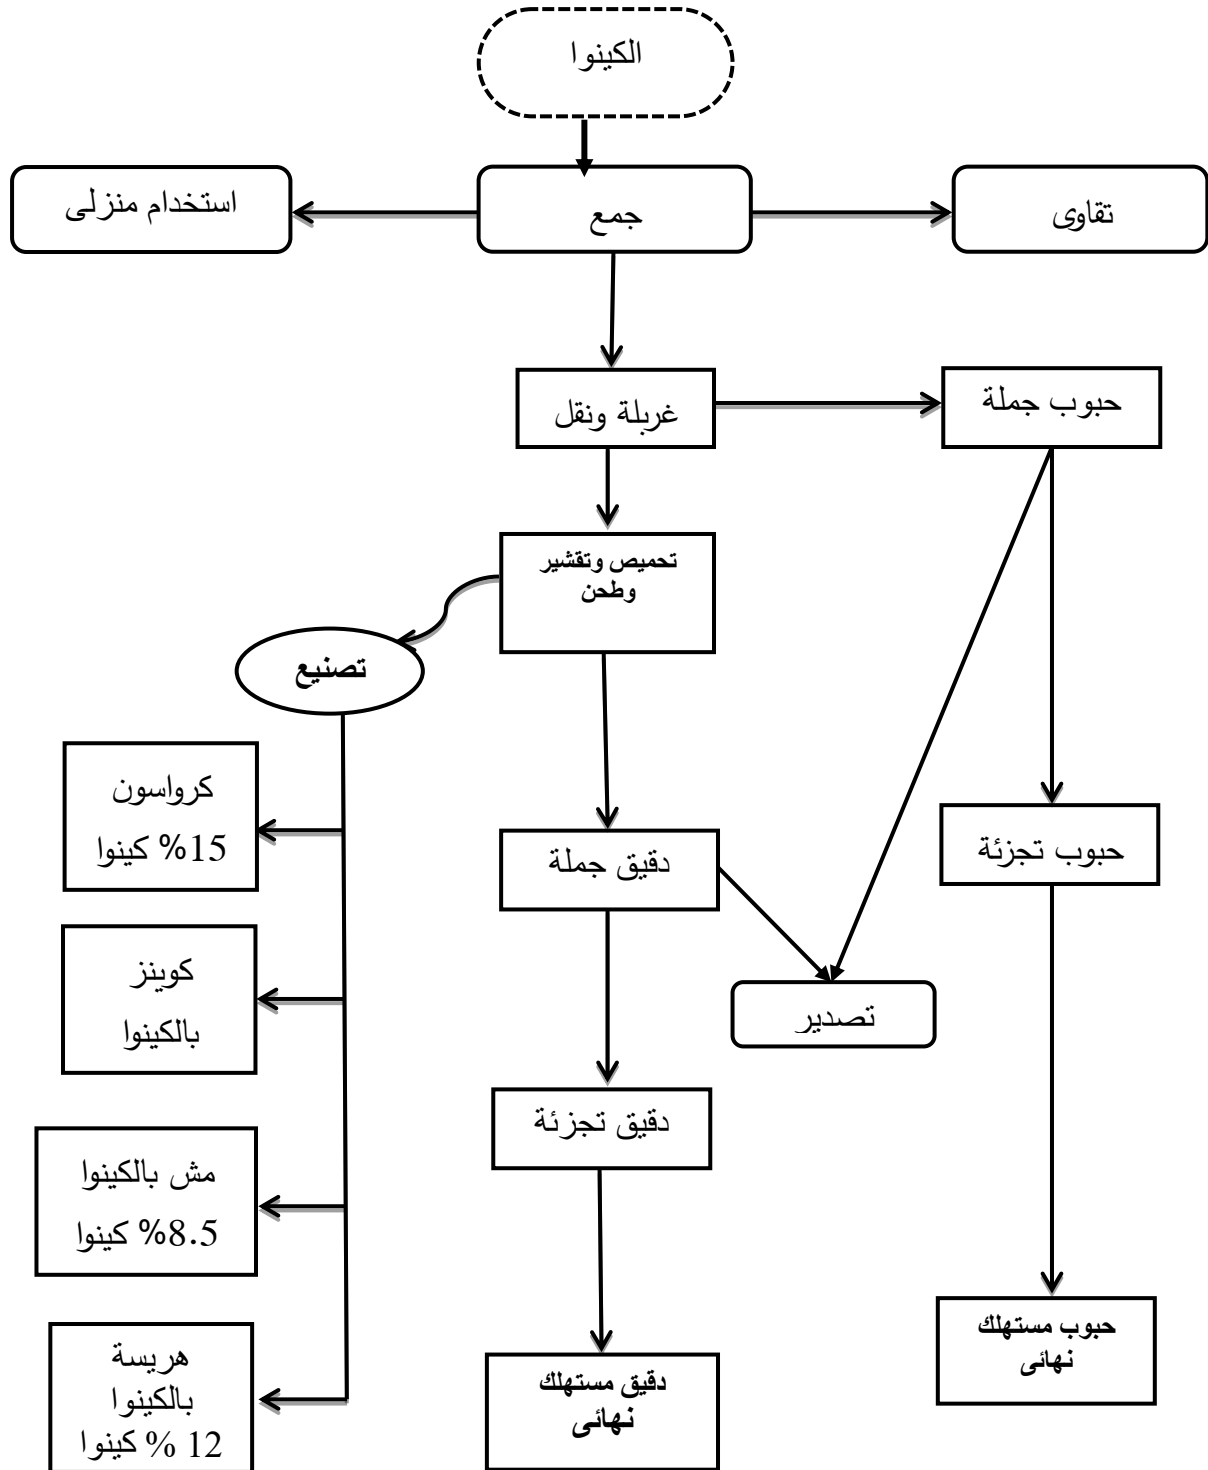 الكينوا
تقاوى
جمع
استخدام منزلى
غربلة ونقل
حبوب جملة
تحميص وتقشير
وطحن
تصنيع
كرواسون
15% كينوا
دقيق جملة
حبوب تجزئة
كوينز
بالكينوا
تصدير
دقيق تجزئة
مش بالكينوا
8.5% كينوا
حبوب مستهلك
نهائى
هريسة
بالكينوا
12 % كينوا
دقيق مستهلك
نهائى